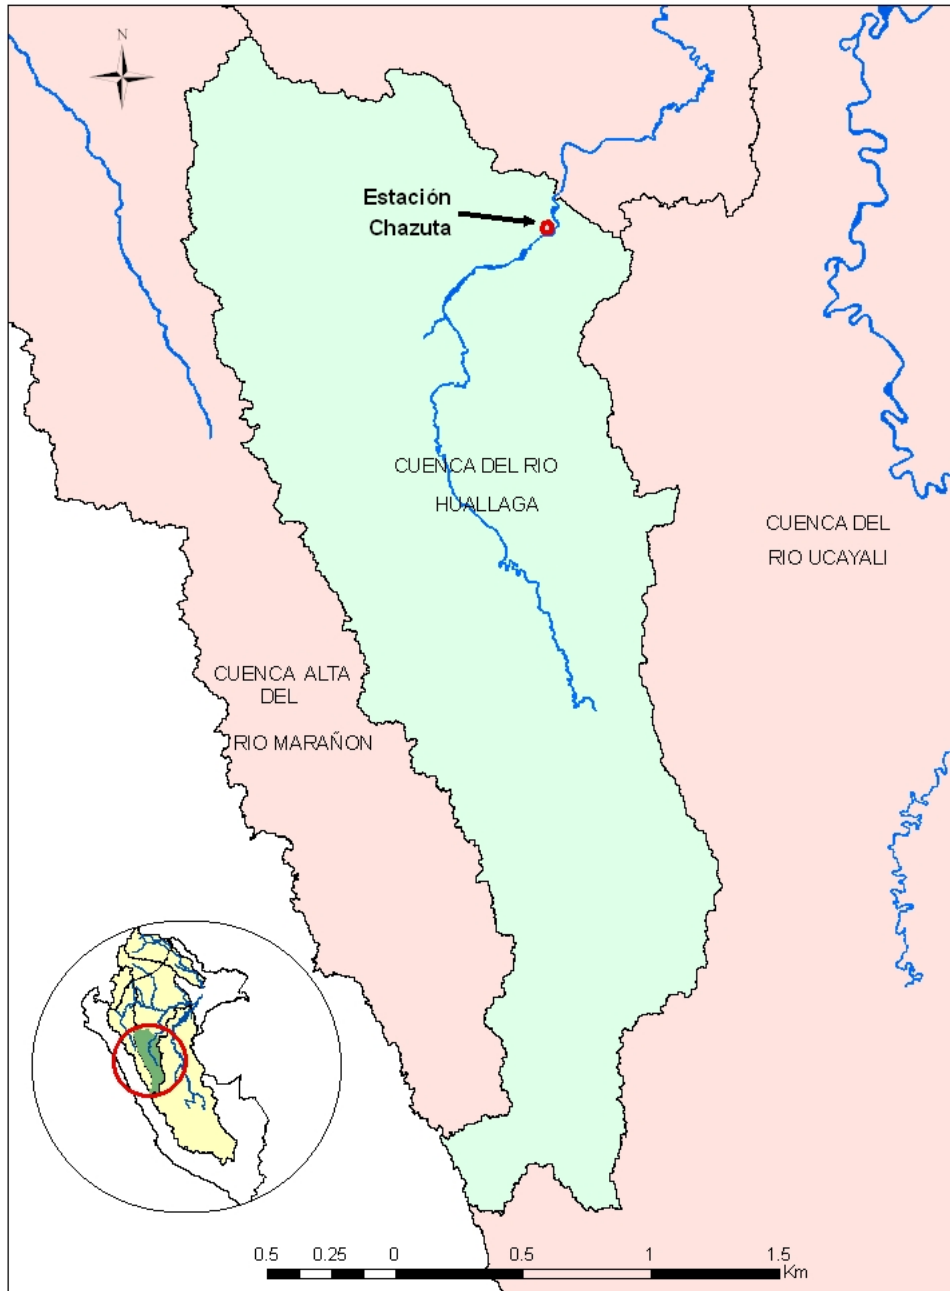 N
Estación
Chazuta
CUENCA DEL RIO
HUALLAGA
CUENCA DEL
RIO UCAYALI
CUENCA ALTA
DEL
RIO MARAÑON
0.5 0.25 0 0.5 1 1.5
Km